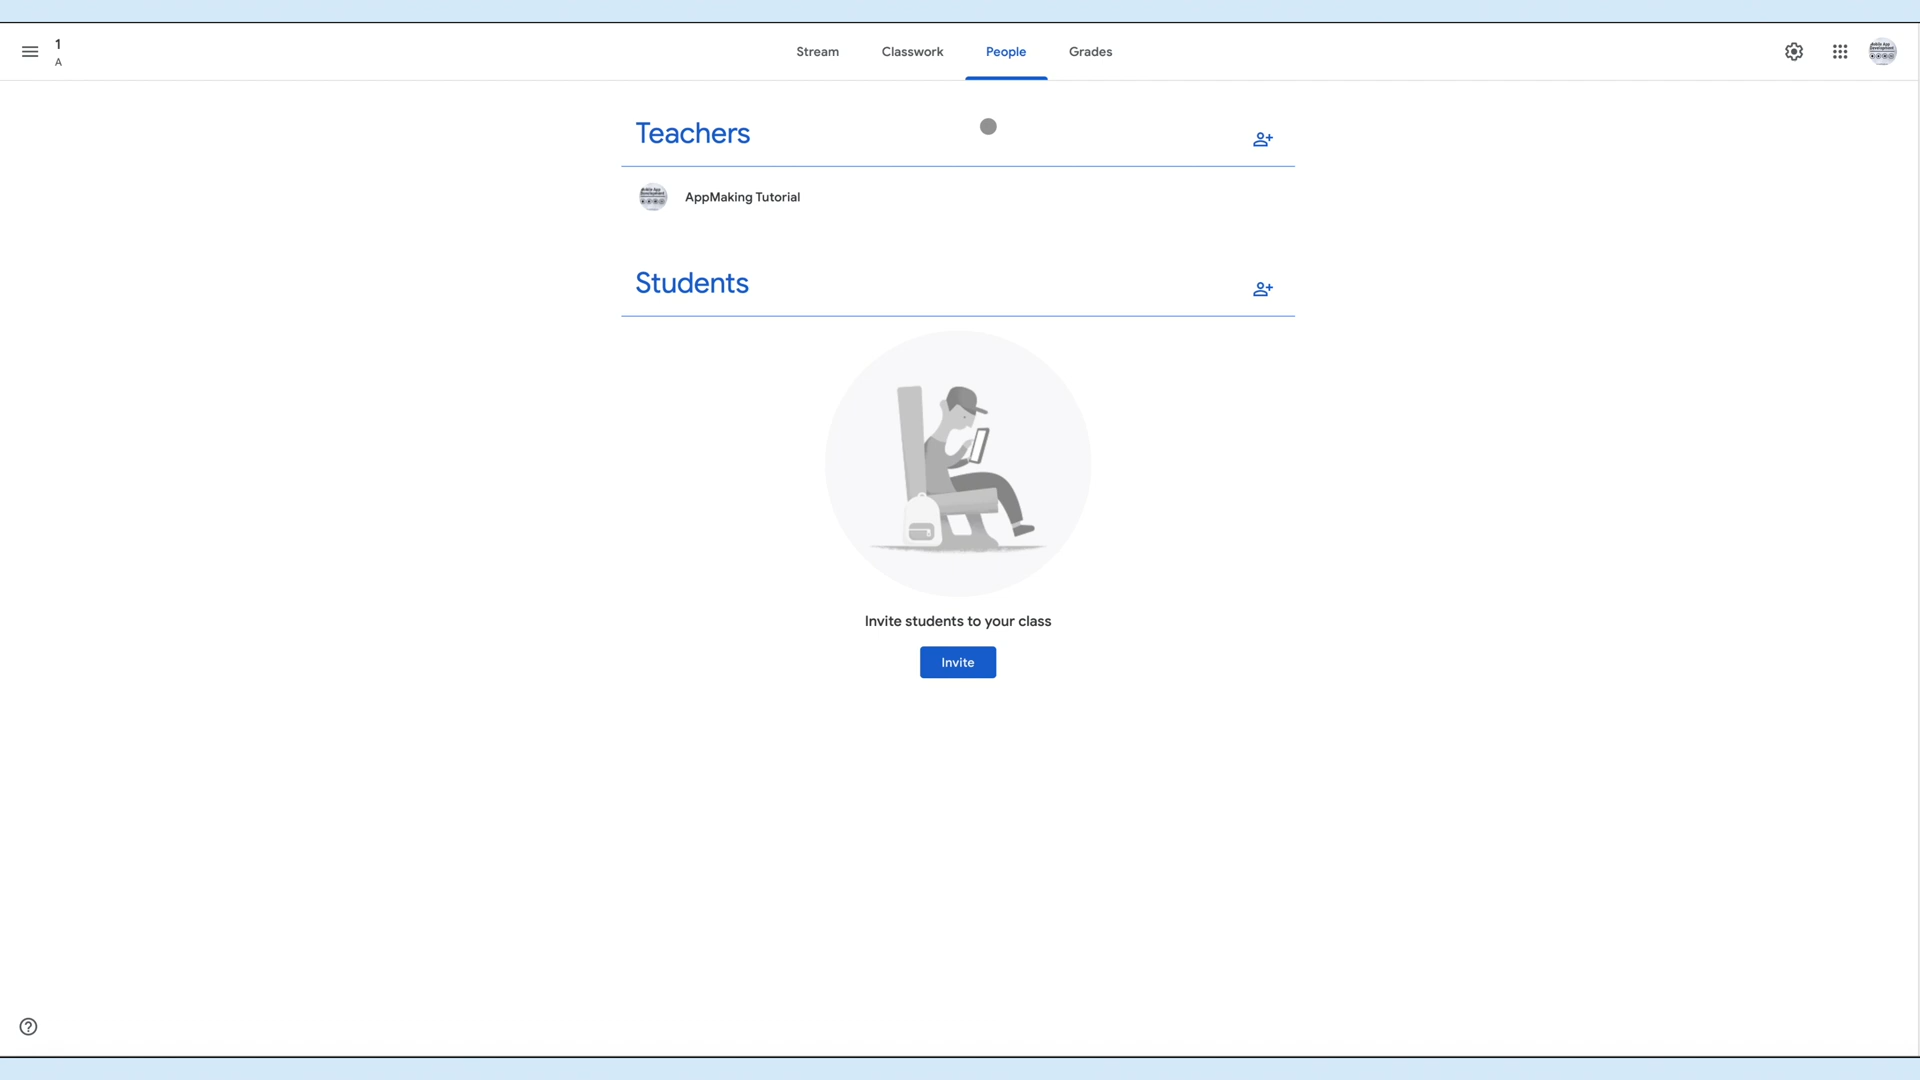 1
A
Stream
Classwork
People
Grades
Teachers
AppMaking Tutorial
Students
Invite students to your class
Invite